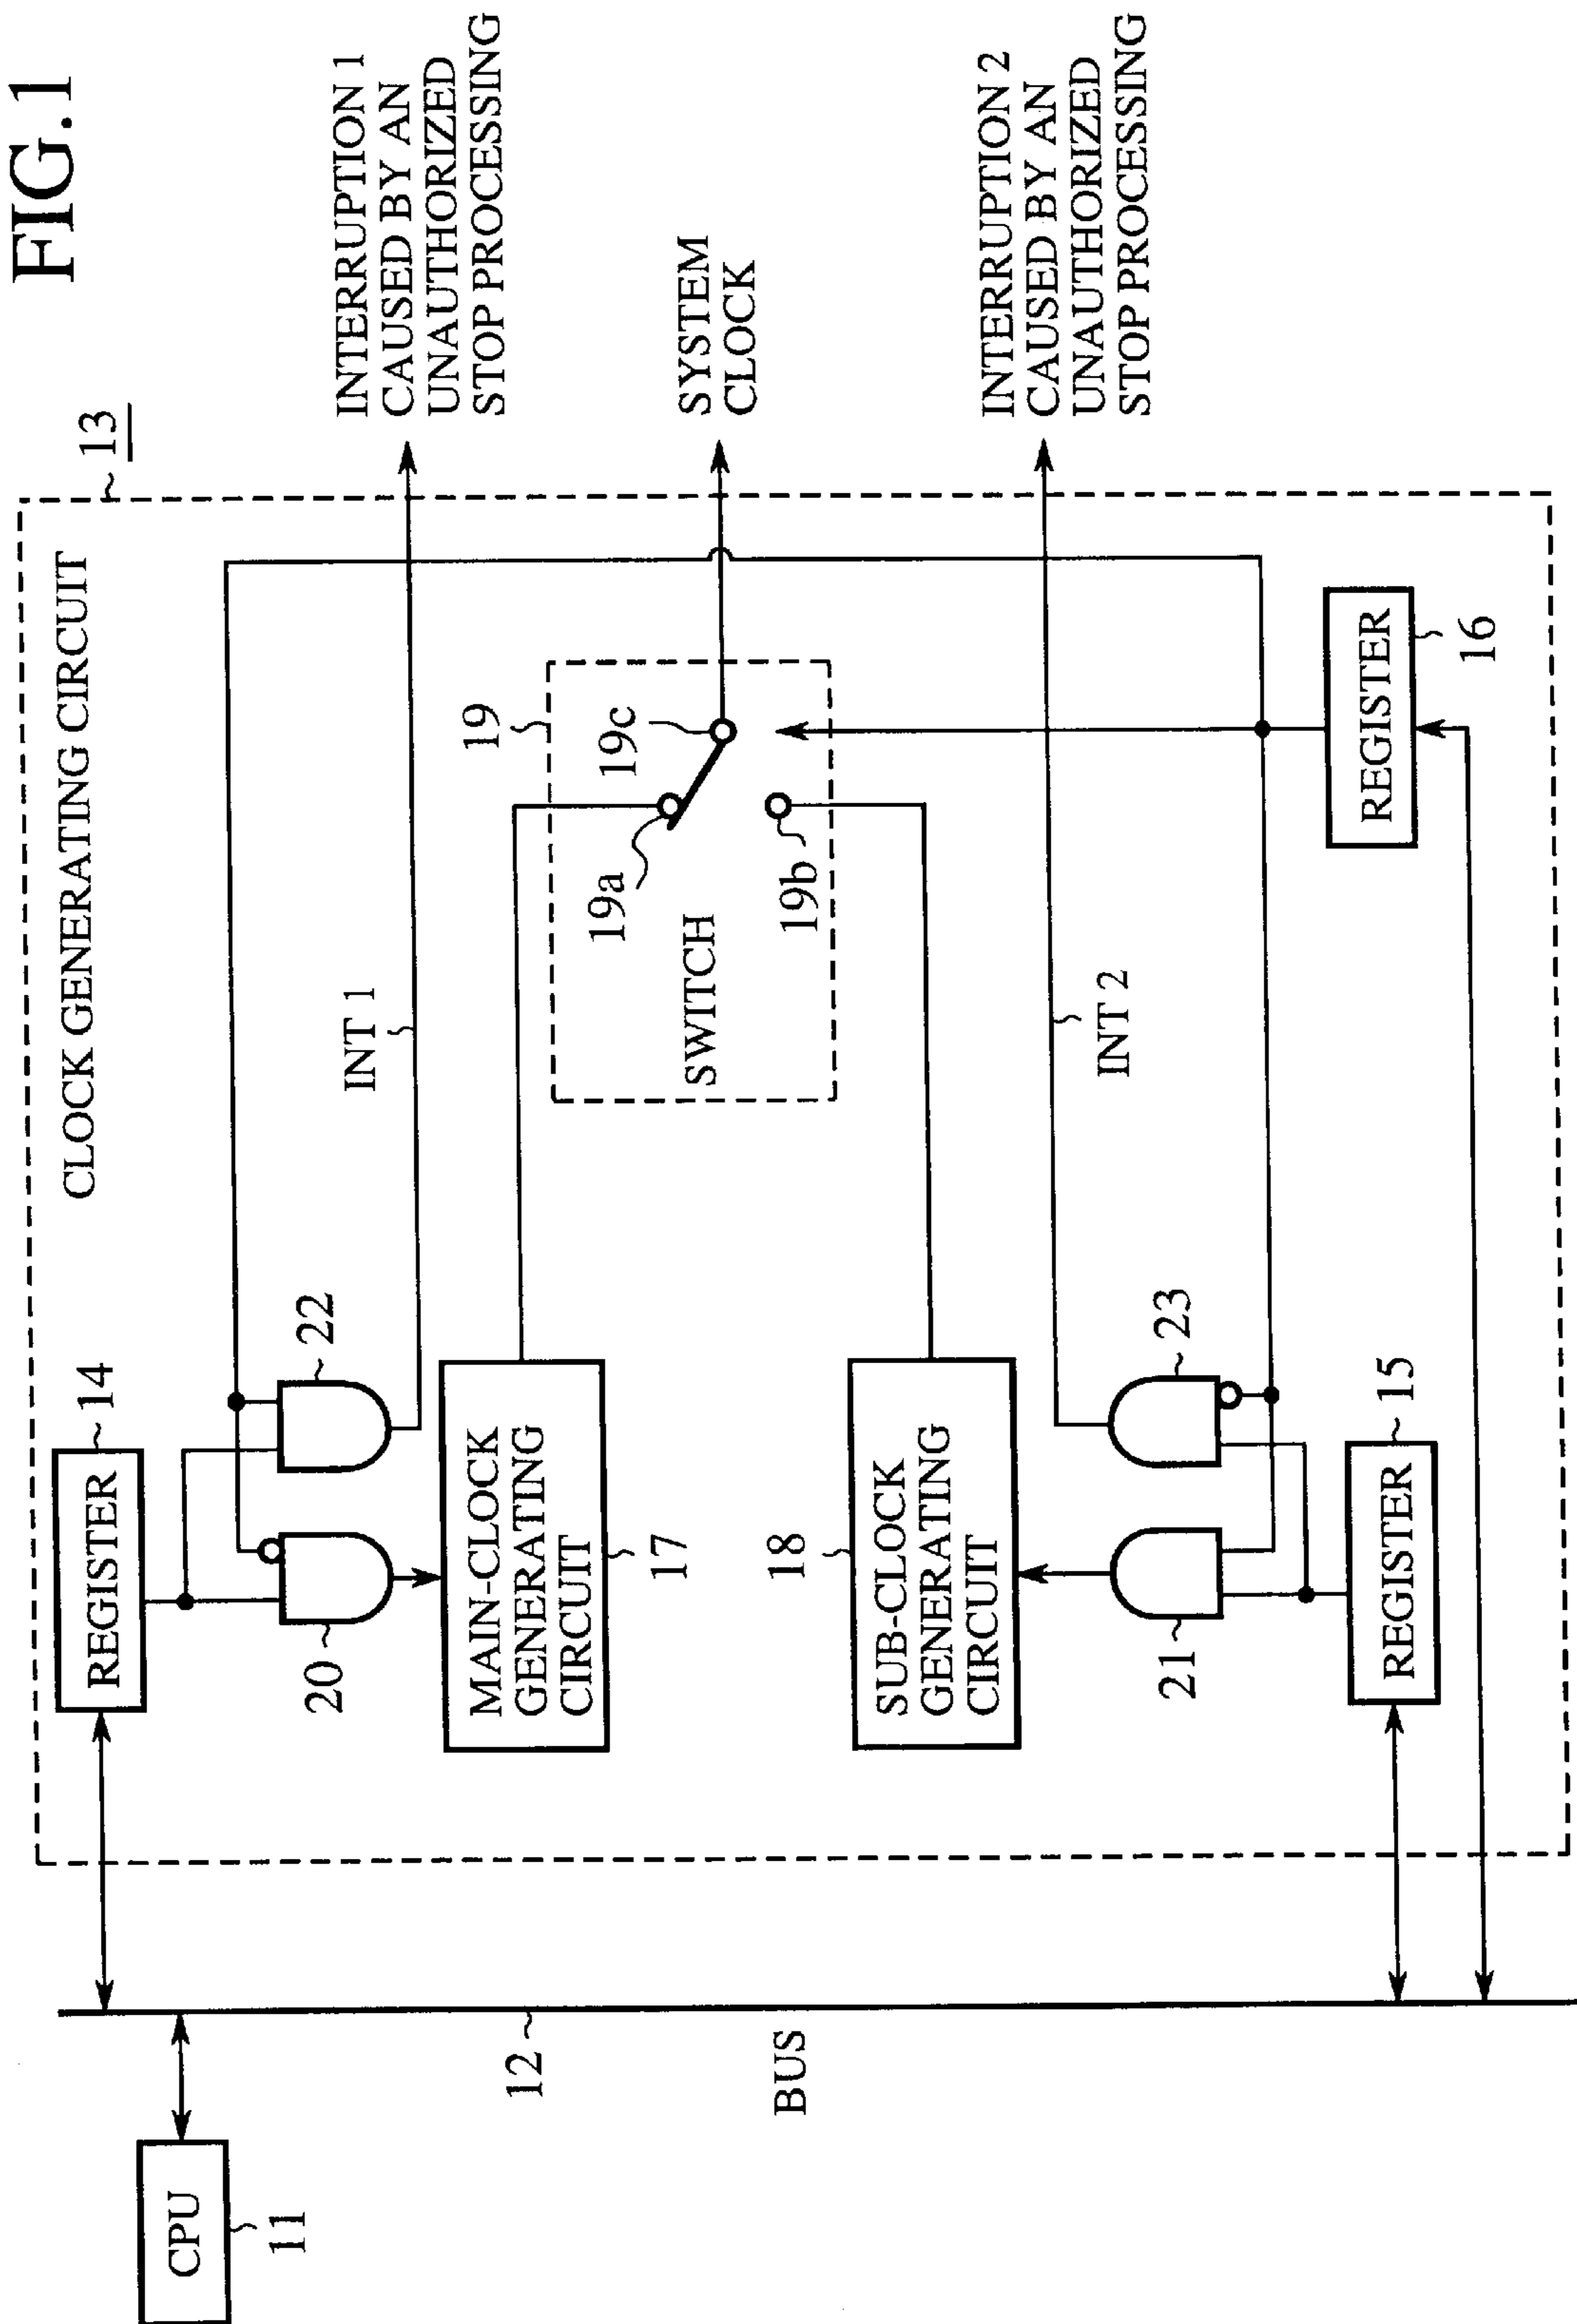 FIG.1
13
CLOCK GENERATING CIRCUIT
CPU
11
12
BUS
REGISTER
14
20
22
INT 1
INTERRUPTION 1
CAUSED BY AN
UNAUTHORIZED
STOP PROCESSING
MAIN-CLOCK
GENERATING
CIRCUIT
17
19
19a
19c
19b
SWITCH
SYSTEM
CLOCK
18
SUB-CLOCK
GENERATING
CIRCUIT
INT 2
INTERRUPTION 2
CAUSED BY AN
UNAUTHORIZED
STOP PROCESSING
21
23
REGISTER
15
REGISTER
16